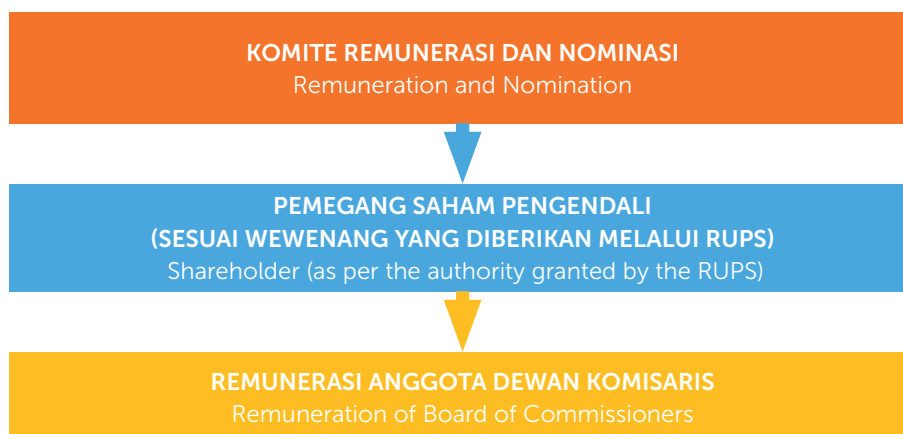 KOMITE REMUNERASI DAN NOMINASI
Remuneration and Nomination
PEMEGANG SAHAM PENGENDALI
(SESUAI WEWENANG YANG DIBERIKAN MELALUI RUPS)
Shareholder (as per the authority granted by the RUPS)
REMUNERASI ANGGOTA DEWAN KOMISARIS
Remuneration of Board of Commissioners